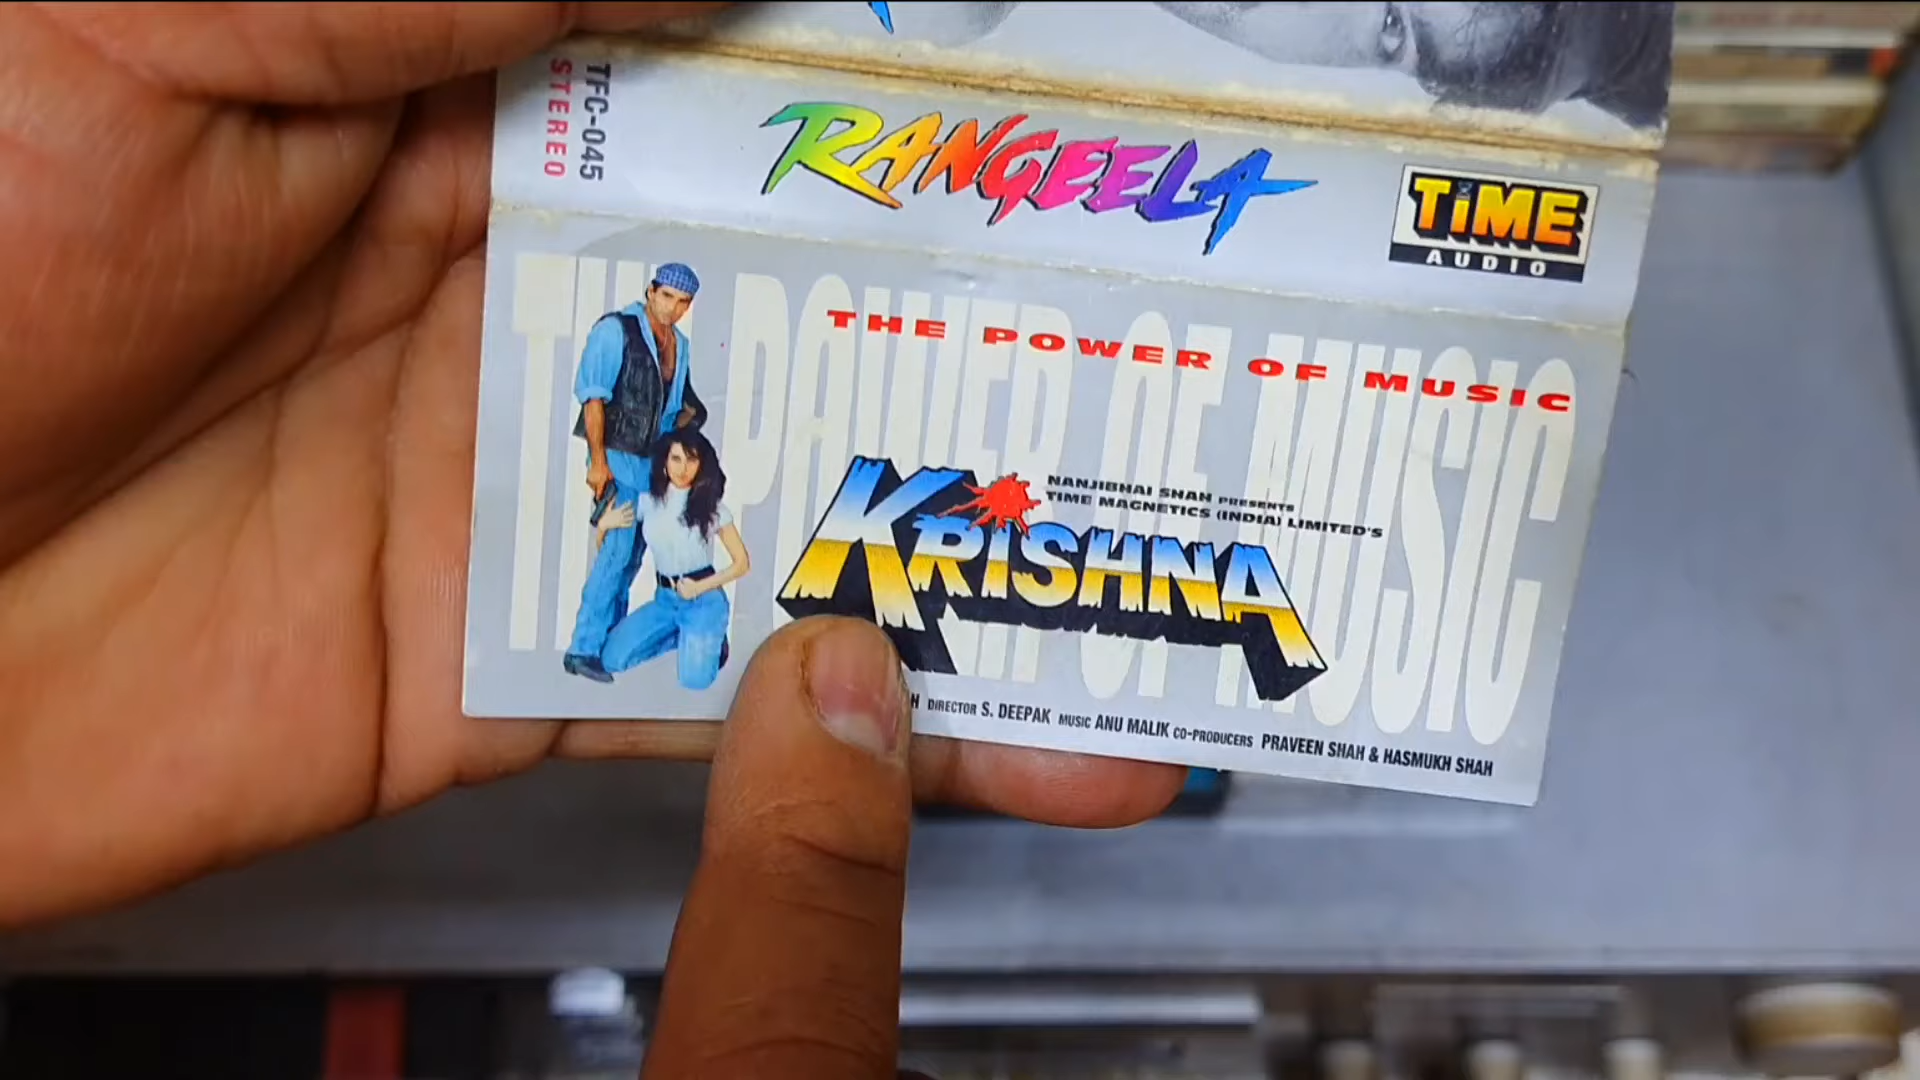 TFC-045
STEREO
RANGEELA
TiME
AUDIO
THE POWER OF MUSIC
THE POWER OF MUSIC
NANJIBHAI SHAH PRESENTS
TIME MAGNETICS (INDIA) LIMITED'S
KRISHNA
DIRECTOR S. DEEPAK MUSIC ANU MALIK CO-PRODUCERS PRAVEEN SHAH & HASMUKH SHAH